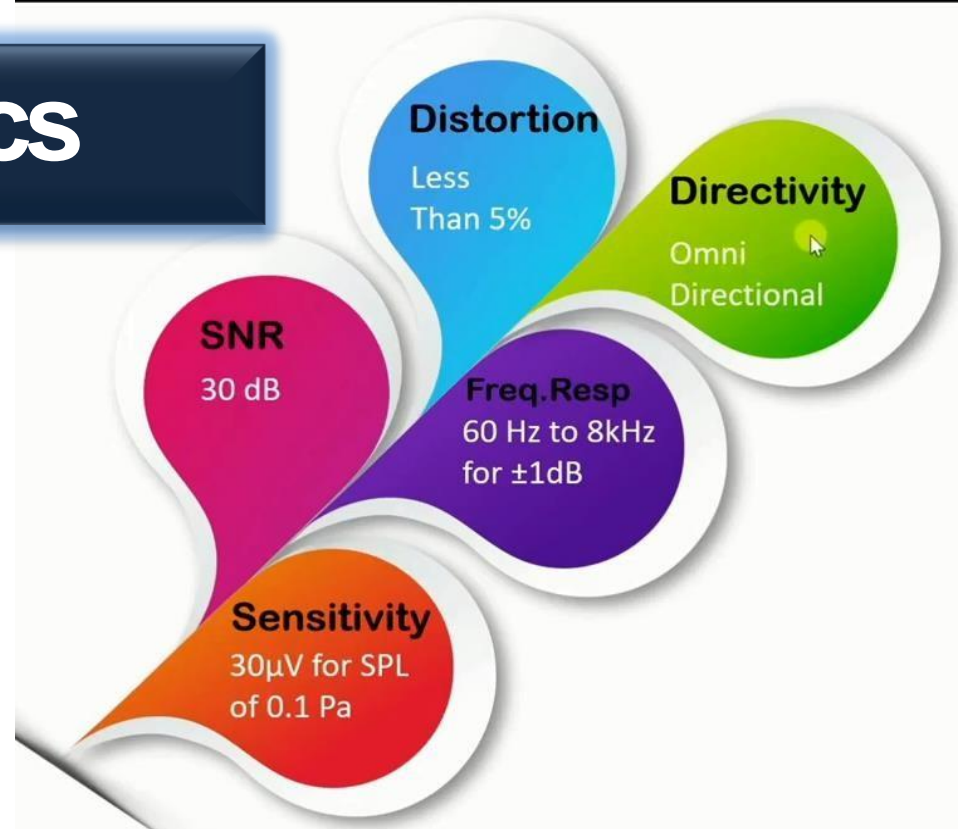 CS
Distortion
Less
Than 5%
Directivity
Omni
Directional
SNR
30 dB
Freq.Resp
60 Hz to 8kHz
for ±1dB
Sensitivity
30µV for SPL
of 0.1 Pa